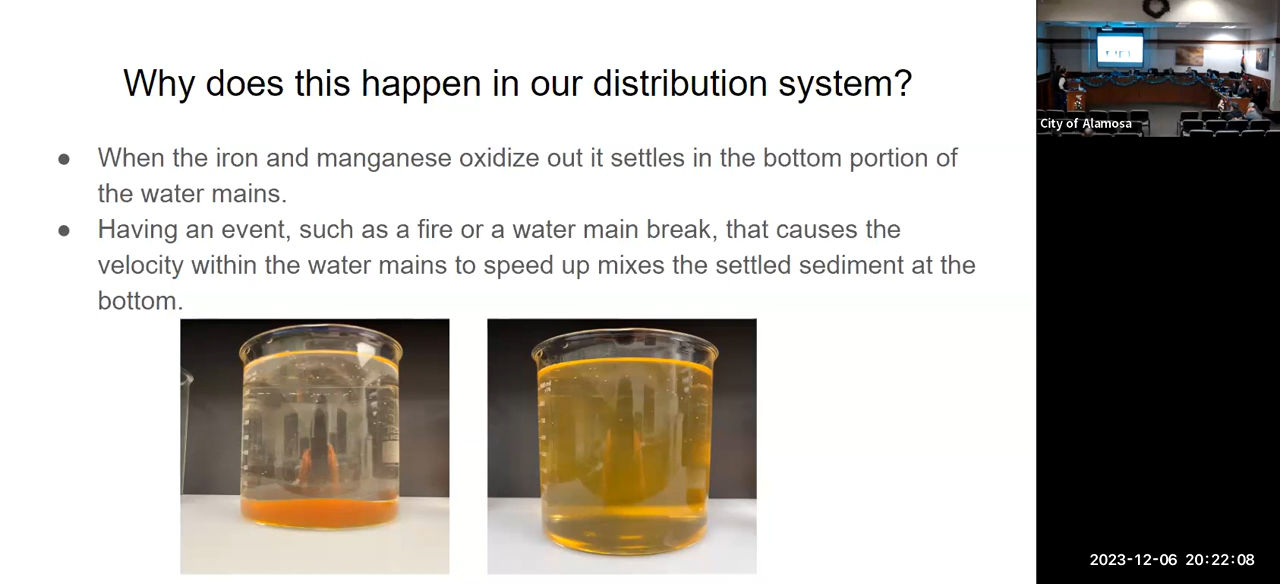 Why does this happen in our distribution system?
● When the iron and manganese oxidize out it settles in the bottom portion of
the water mains.
● Having an event, such as a fire or a water main break, that causes the
velocity within the water mains to speed up mixes the settled sediment at the
bottom.
City of Alamosa
2023-12-06 20:22:08